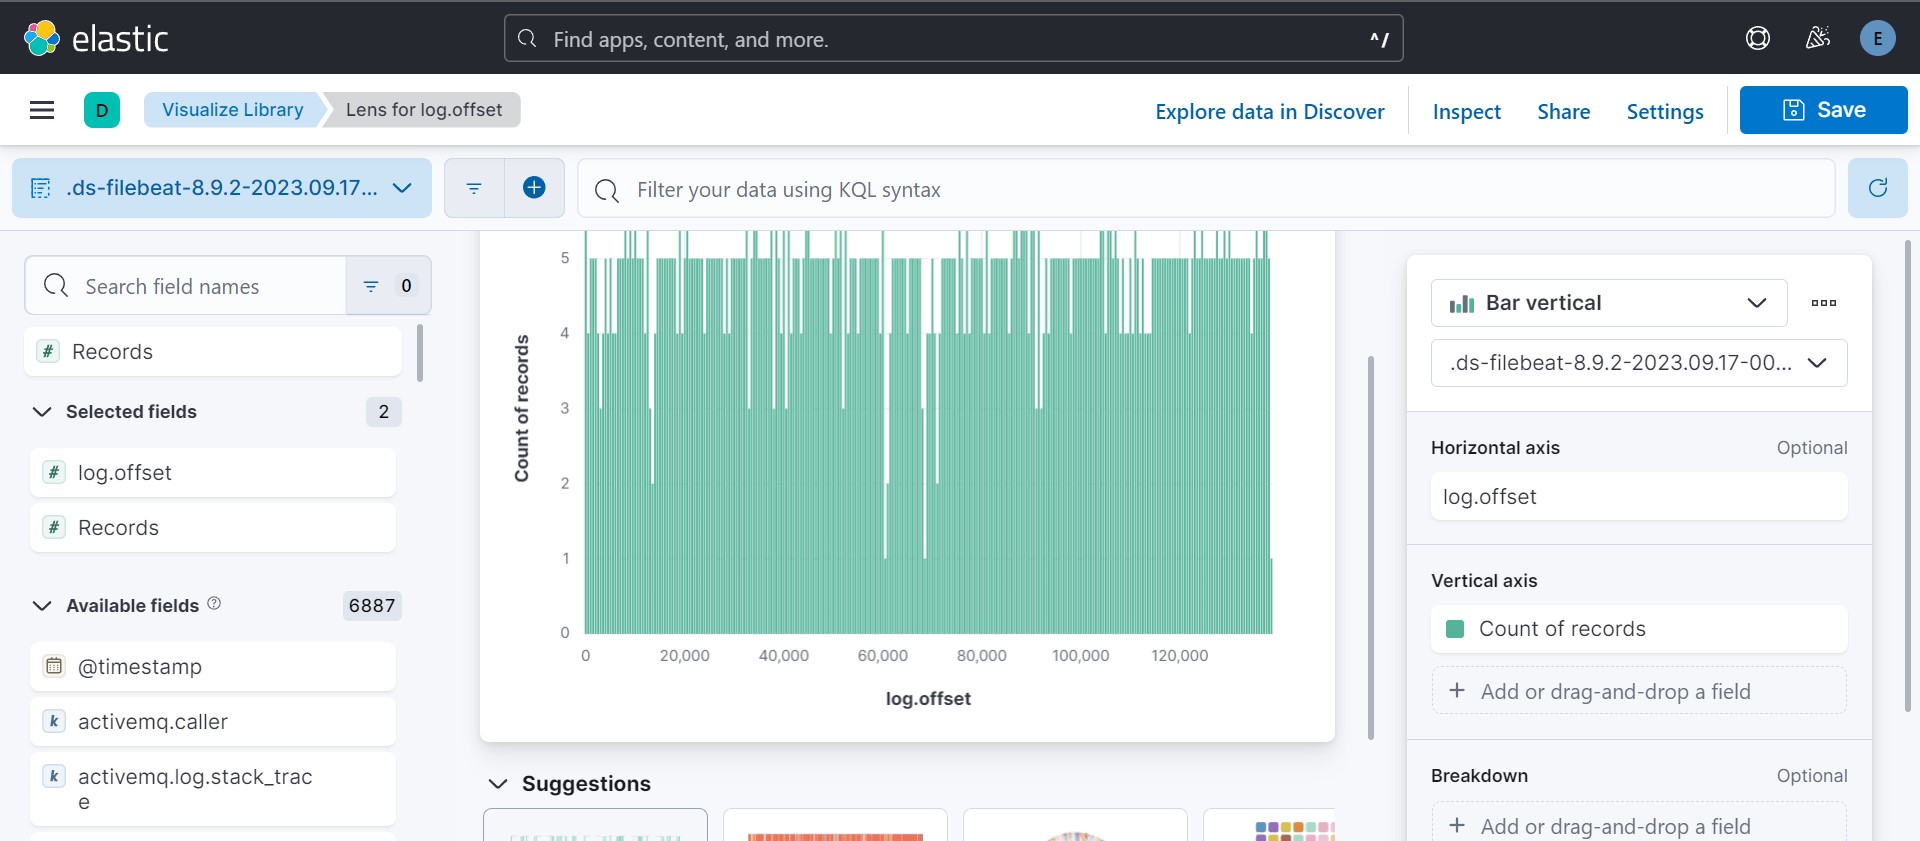 elastic
Find apps, content, and more.
^/
E
D
Visualize Library
Lens for log.offset
Explore data in Discover
Inspect
Share
Settings
Save
.ds-filebeat-8.9.2-2023.09.17...
Filter your data using KQL syntax
Search field names
0
# Records
Selected fields
2
# log.offset
# Records
Available fields
6887
@timestamp
k activemq.caller
k activemq.log.stack_trac
e
5
4
3
2
1
0
Count of records
0
20,000
40,000
60,000
80,000
100,000
120,000
log.offset
Suggestions
Bar vertical
.ds-filebeat-8.9.2-2023.09.17-00...
Horizontal axis
Optional
log.offset
Vertical axis
Count of records
+ Add or drag-and-drop a field
Breakdown
Optional
+ Add or drag-and-drop a field